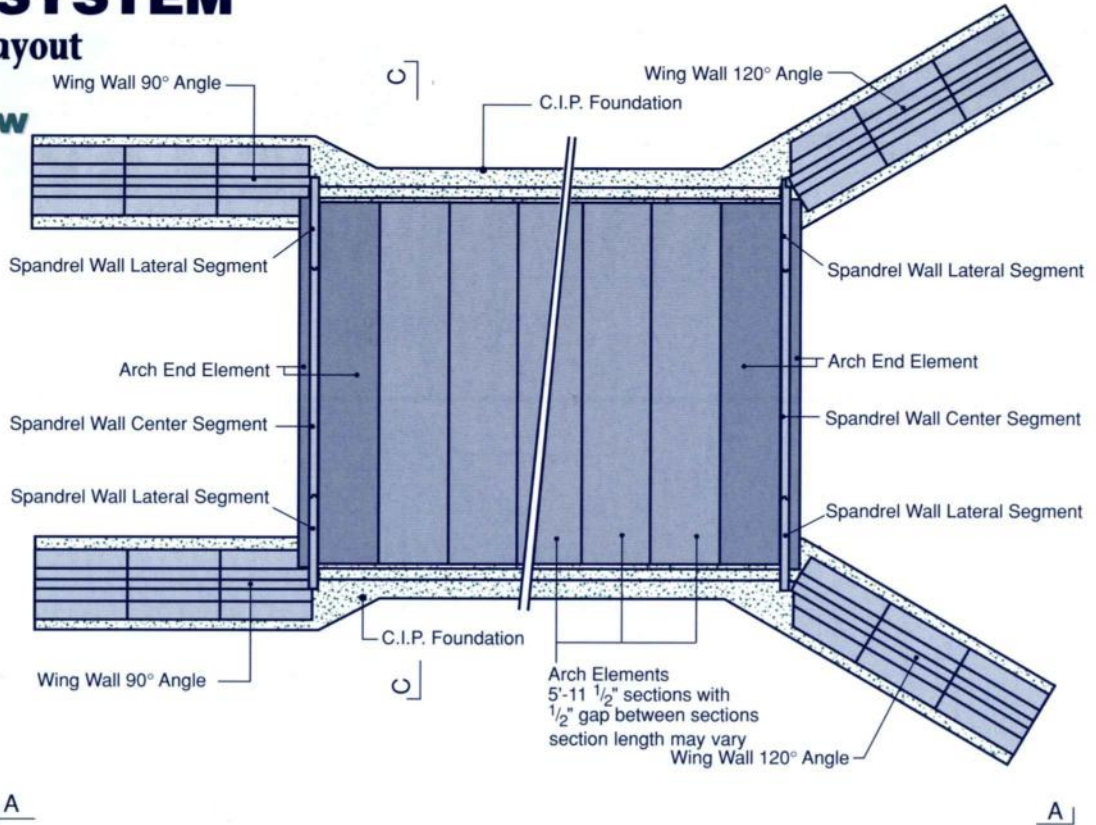 SYSTEM
ayout
w
Wing Wall 90° Angle
C
Wing Wall 120° Angle
C.I.P. Foundation
Spandrel Wall Lateral Segment
Spandrel Wall Lateral Segment
Arch End Element
Arch End Element
Spandrel Wall Center Segment
Spandrel Wall Center Segment
Spandrel Wall Lateral Segment
Spandrel Wall Lateral Segment
C.I.P. Foundation
Wing Wall 90° Angle
C
Arch Elements
5'-11 1/2" sections with
1/2" gap between sections
section length may vary
Wing Wall 120° Angle
A
A